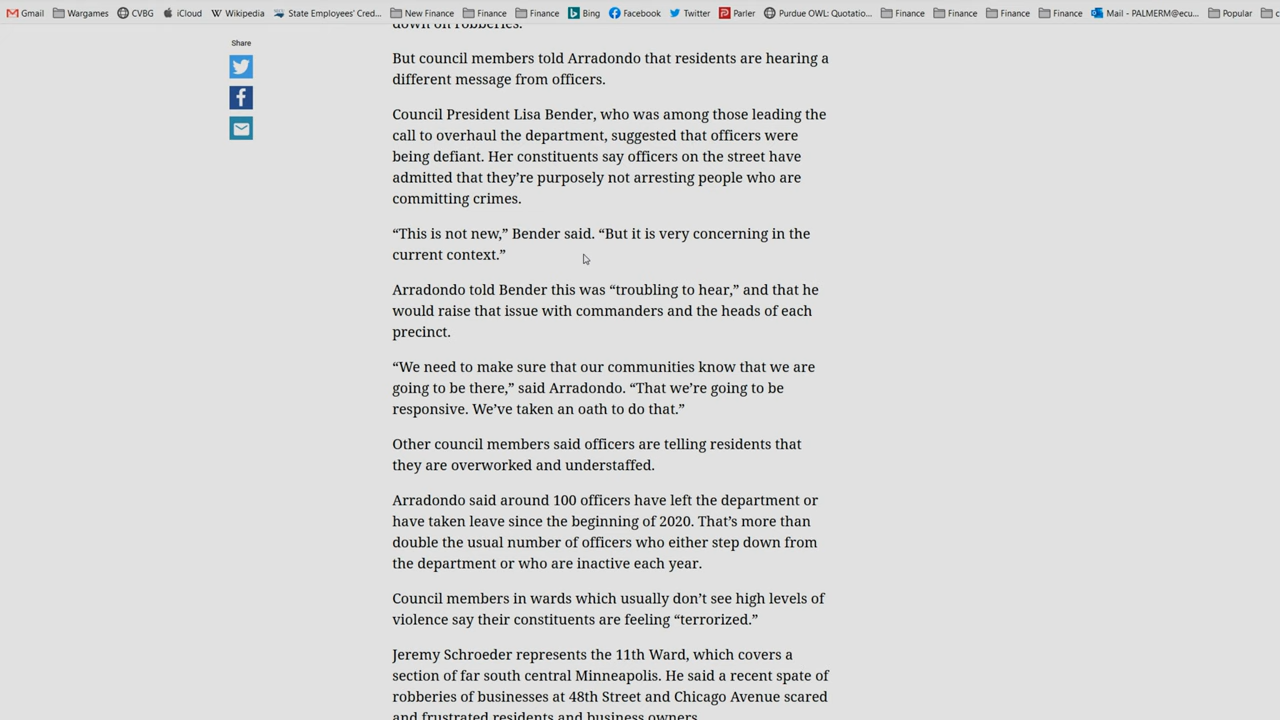 Gmail Wargames CVBG iCloud Wikipedia State Employees' Cred... New Finance Finance Finance Bing Facebook Twitter Parler Purdue OWL: Quotatio... Finance Finance Finance Finance Mail - PALMERM@ecu... Popular
down on robberies.
Share
But council members told Arradondo that residents are hearing a
different message from officers.
Council President Lisa Bender, who was among those leading the
call to overhaul the department, suggested that officers were
being defiant. Her constituents say officers on the street have
admitted that they’re purposely not arresting people who are
committing crimes.
“This is not new,” Bender said. “But it is very concerning in the
current context.”
Arradondo told Bender this was “troubling to hear,” and that he
would raise that issue with commanders and the heads of each
precinct.
“We need to make sure that our communities know that we are
going to be there,” said Arradondo. “That we’re going to be
responsive. We’ve taken an oath to do that.”
Other council members said officers are telling residents that
they are overworked and understaffed.
Arradondo said around 100 officers have left the department or
have taken leave since the beginning of 2020. That’s more than
double the usual number of officers who either step down from
the department or who are inactive each year.
Council members in wards which usually don’t see high levels of
violence say their constituents are feeling “terrorized.”
Jeremy Schroeder represents the 11th Ward, which covers a
section of far south central Minneapolis. He said a recent spate of
robberies of businesses at 48th Street and Chicago Avenue scared
and frustrated residents and business owners.